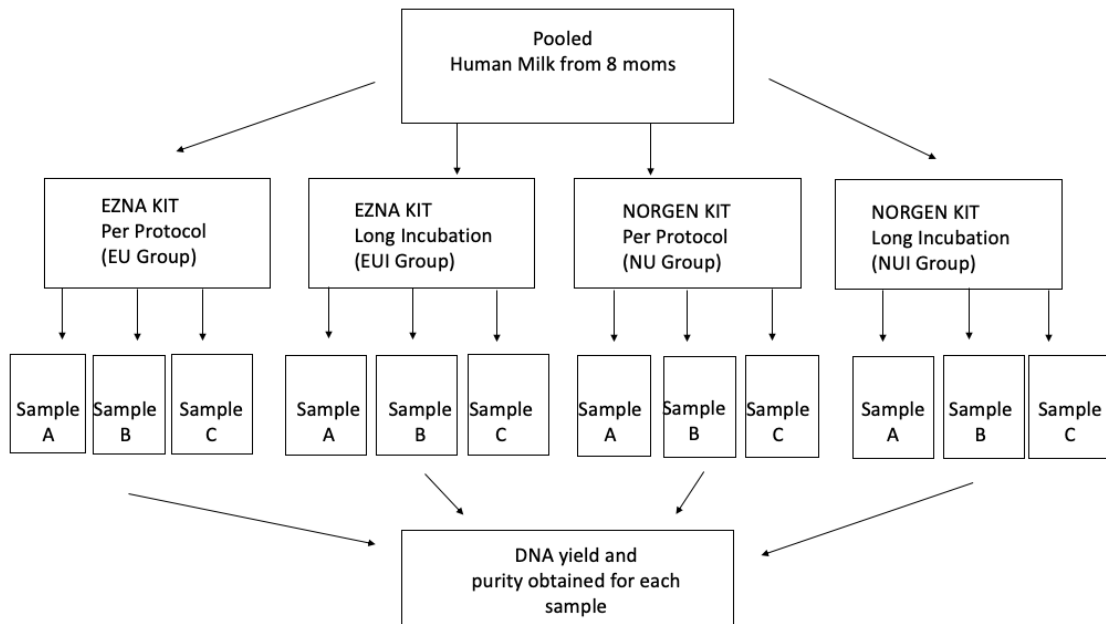 Pooled
Human Milk from 8 moms
EZNA KIT
Per Protocol
(EU Group)
EZNA KIT
Long Incubation
(EUI Group)
NORGEN KIT
Per Protocol
(NU Group)
NORGEN KIT
Long Incubation
(NUI Group)
Sample
A
Sample
B
Sample
C
Sample
A
Sample
B
Sample
C
Sample
A
Sample
B
Sample
C
Sample
A
Sample
B
Sample
C
DNA yield and
purity obtained for each
sample